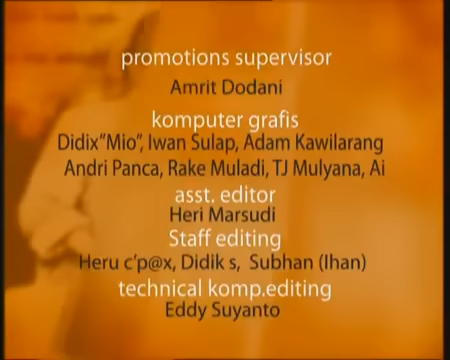 promotions supervisor
Amrit Dodani
komputer grafis
Didix"Mio", Iwan Sulap, Adam Kawilarang
Andri Panca, Rake Muladi, TJ Mulyana, Ai
asst. editor
Heri Marsudi
Staff editing
Heru c'p@x, Didik s,  Subhan (Ihan)
technical komp.editing
Eddy Suyanto